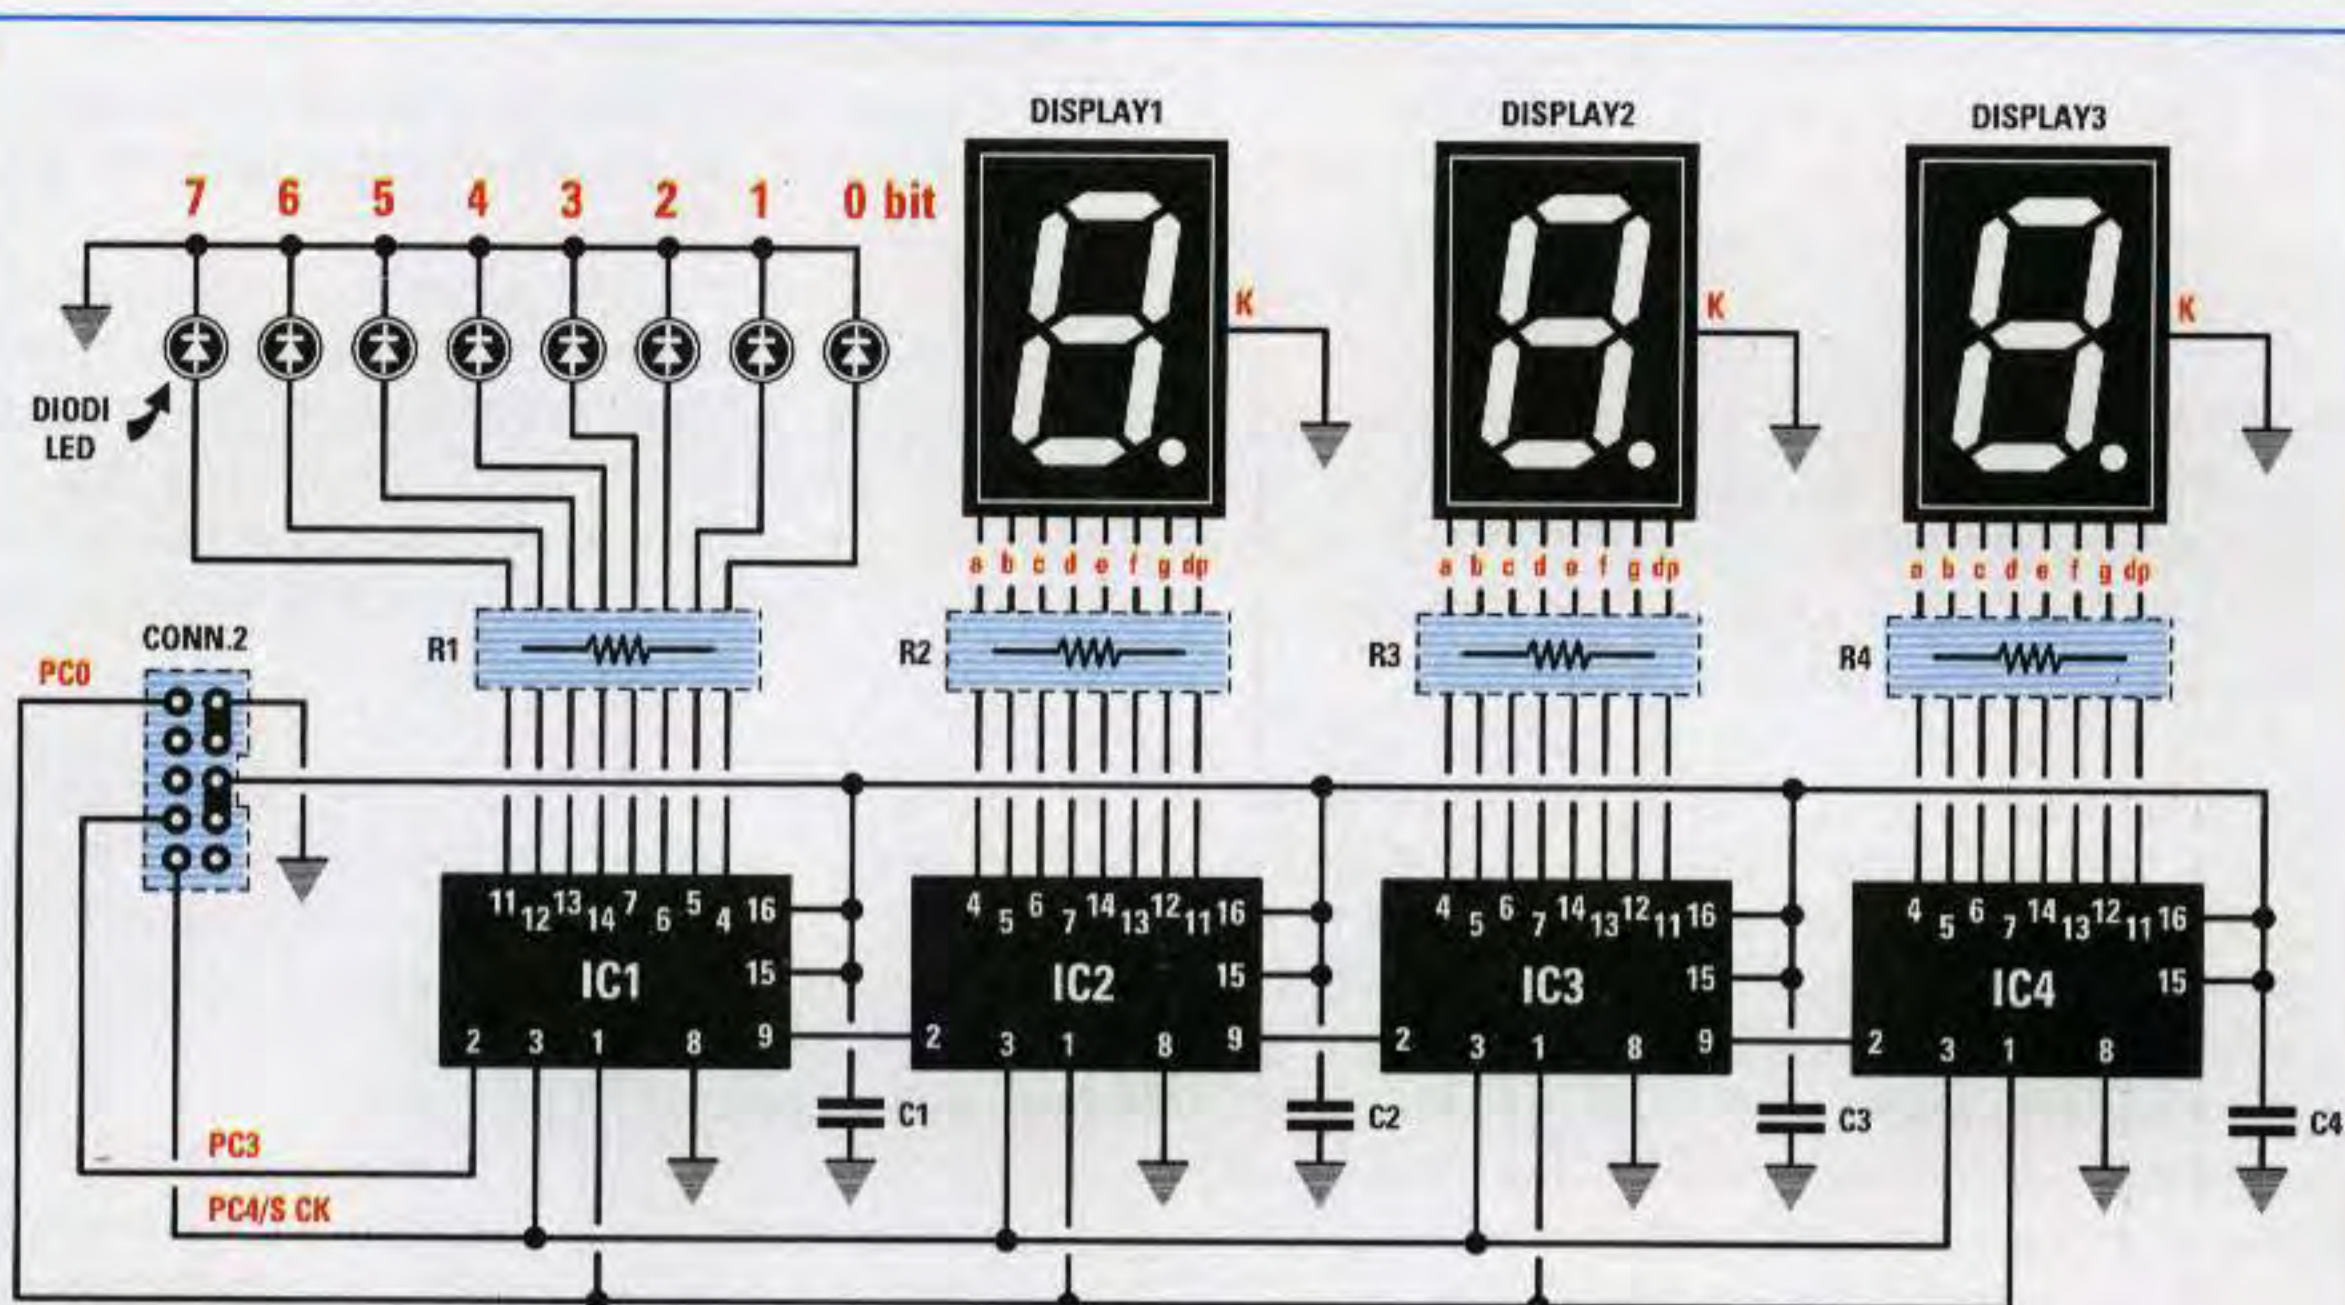 DISPLAY1 DISPLAY2 DISPLAY3
7 6 5 4 3 2 1 0 bit
K K K
DIODI
LED
a b c d e f g dp a b c d e f g dp a b c d e f g dp
CONN.2
PC0
R1 R2 R3 R4
11 12 13 14 7 6 5 4 16 4 5 6 7 14 13 12 11 16 4 5 6 7 14 13 12 11 16 4 5 6 7 14 13 12 11 16
IC1 15 IC2 15 IC3 15 IC4 15
2 3 1 8 9 2 3 1 8 9 2 3 1 8 9 2 3 1 8
C1 C2 C3 C4
PC3
PC4/S CK